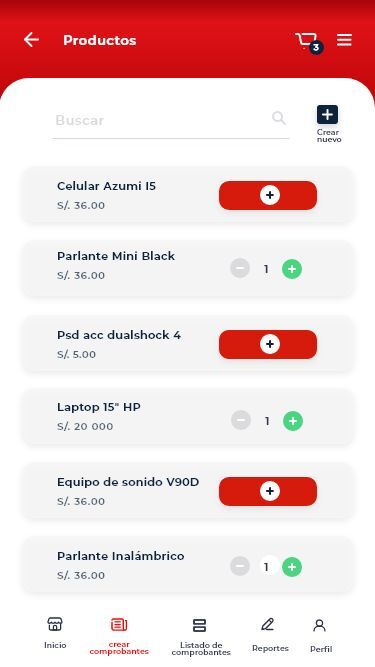 Productos
3
Buscar
Crear
nuevo
Celular Azumi I5
S/. 36.00
Parlante Mini Black
S/. 36.00
1
Psd acc dualshock 4
S/. 5.00
Laptop 15" HP
S/. 20 000
1
Equipo de sonido V90D
S/. 36.00
Parlante Inalámbrico
S/. 36.00
1
Inicio
crear
comprobantes
Listado de
comprobantes
Reportes
Perfil